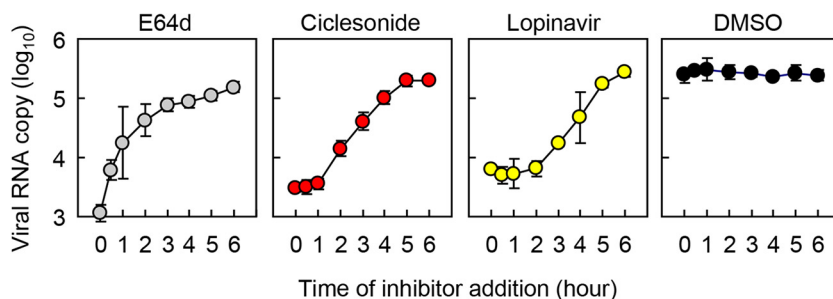 E64d Ciclesonide Lopinavir DMSO
Viral RNA copy (log10)
6
5
4
3
0 1 2 3 4 5 6 0 1 2 3 4 5 6 0 1 2 3 4 5 6 0 1 2 3 4 5 6
Time of inhibitor addition (hour)